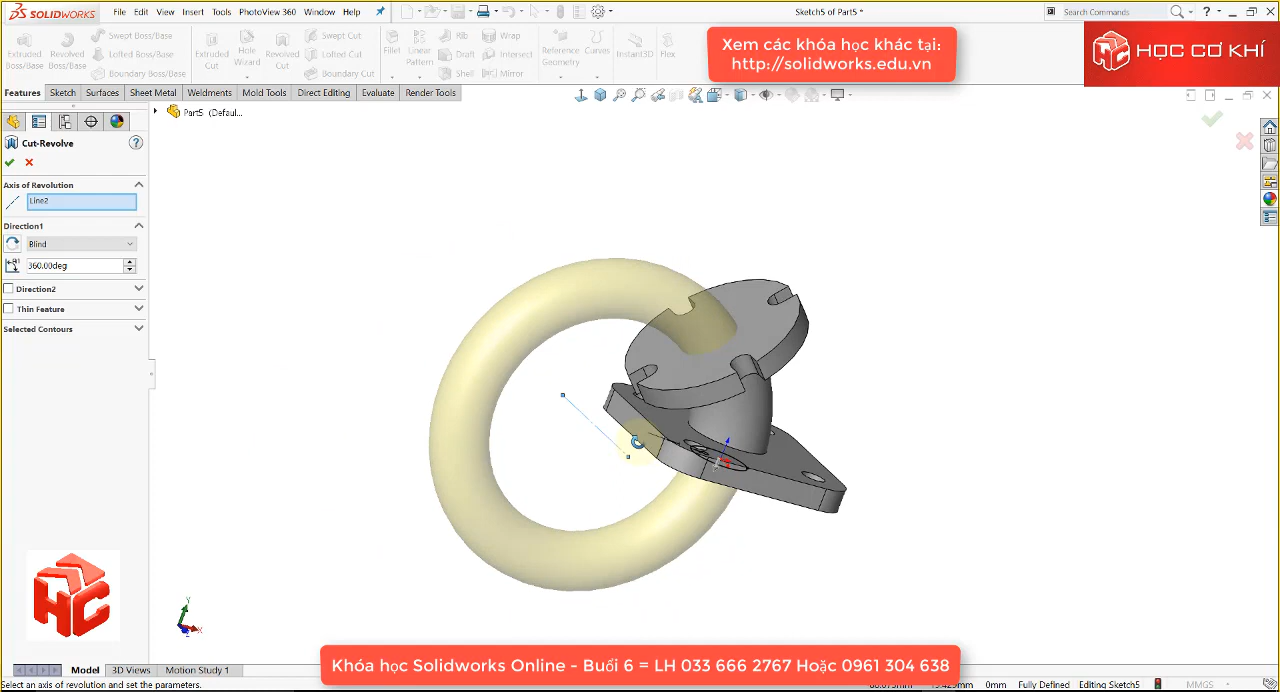 SOLIDWORKS
File Edit View Insert Tools PhotoView 360 Window Help
Sketch5 of Part5 *
Search Commands
Extruded Boss/Base
Revolved Boss/Base
Swept Boss/Base
Lofted Boss/Base
Boundary Boss/Base
Extruded Cut
Hole Wizard
Revolved Cut
Swept Cut
Lofted Cut
Boundary Cut
Fillet
Linear Pattern
Rib
Draft
Shell
Wrap
Intersect
Mirror
Reference Geometry
Curves
Instant3D
Flex
Xem các khóa học khác tại:
http://solidworks.edu.vn
HỌC CƠ KHÍ
Features Sketch Surfaces Sheet Metal Weldments Mold Tools Direct Editing Evaluate Render Tools
Part5 (Defaul...
Cut-Revolve
Axis of Revolution
Line2
Direction1
Blind
360.00deg
Direction2
Thin Feature
Selected Contours
HC
Y
X
Z
Khóa học Solidworks Online - Buổi 6 = LH 033 666 2767 Hoặc 0961 304 638
Model 3D Views Motion Study 1
Select an axis of revolution and set the parameters.
0mm Fully Defined Editing Sketch5 MMGS